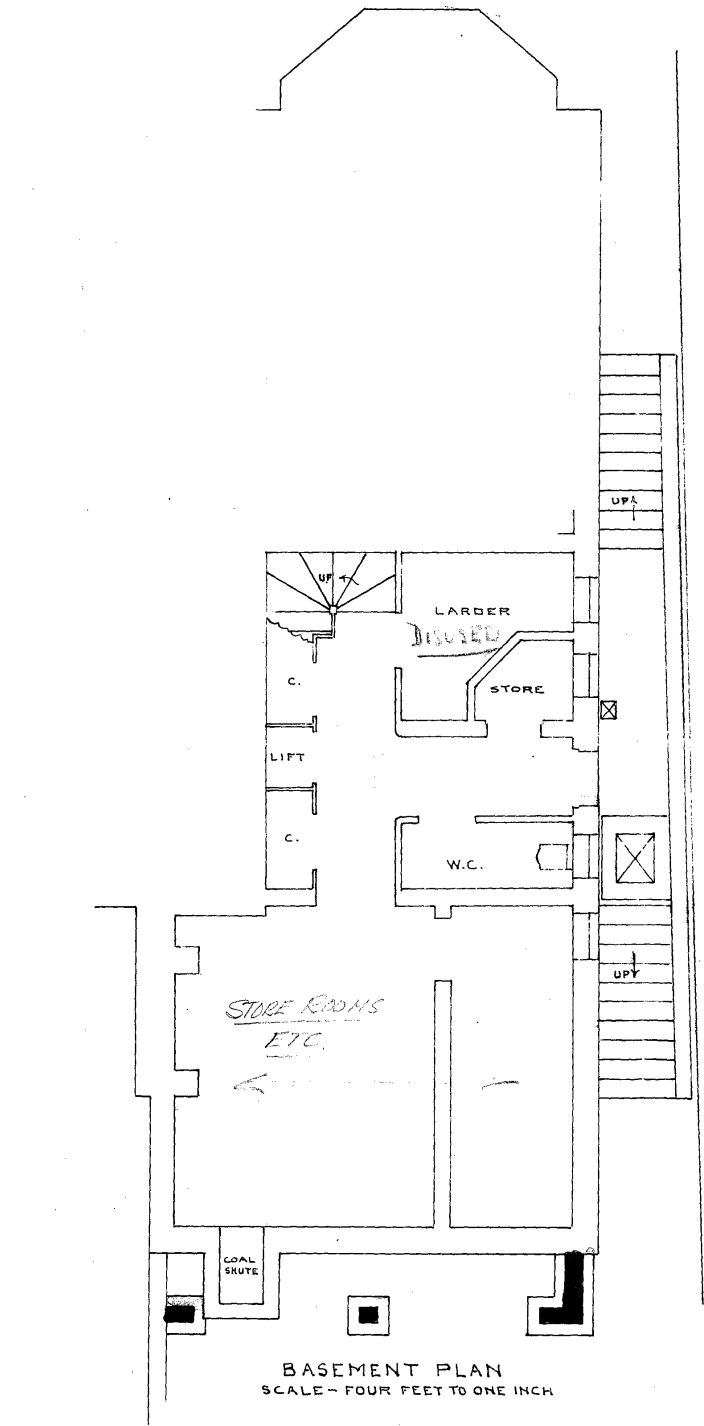 UP
UP
LARDER
DISUSED
C.
STORE
LIFT
C.
W.C.
UP
STORE ROOMS
ETC.
COAL
SHUTE
BASEMENT PLAN
SCALE - FOUR FEET TO ONE INCH